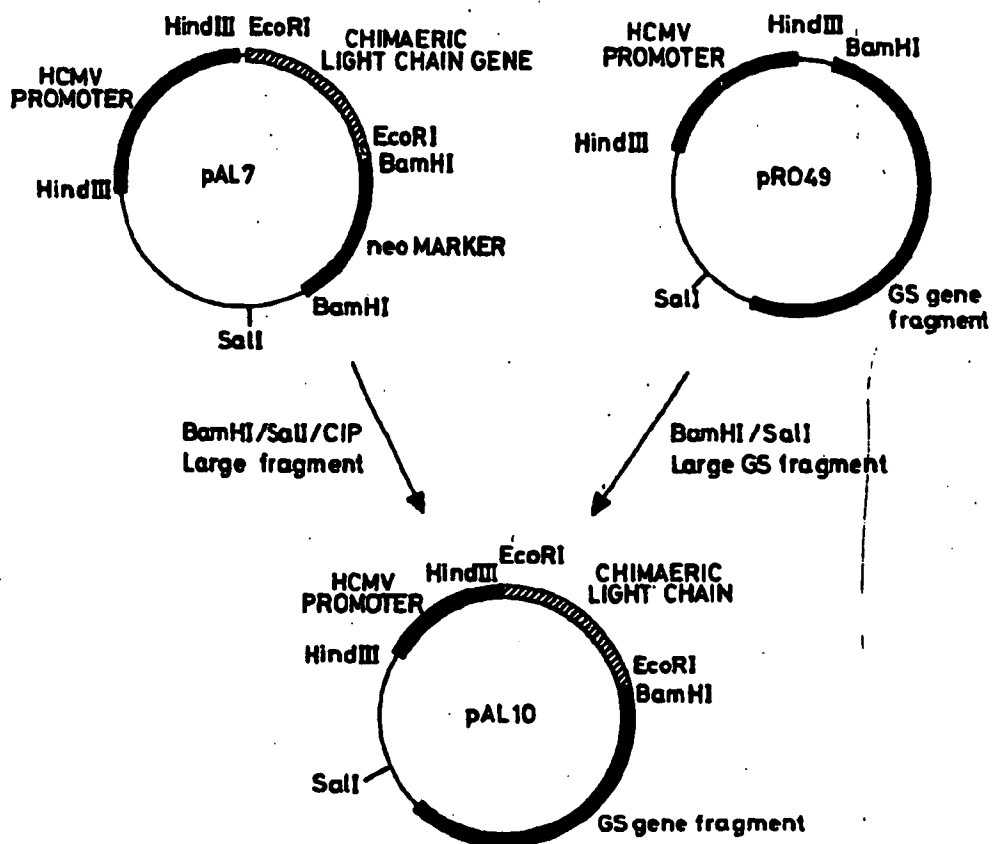 HindIII EcoRI
CHIMAERIC
LIGHT CHAIN GENE
HCMV
PROMOTER
EcoRI
BamHI
HindIII
pAL7
neo MARKER
BamHI
SalI
HCMV
PROMOTER
HindIII
BamHI
HindIII
pRO49
SalI
GS gene
fragment
BamHI/SalI/CIP
Large fragment
BamHI/SalI
Large GS fragment
EcoRI
HindIII
CHIMAERIC
LIGHT CHAIN
HCMV
PROMOTER
HindIII
EcoRI
BamHI
pAL10
SalI
GS gene fragment